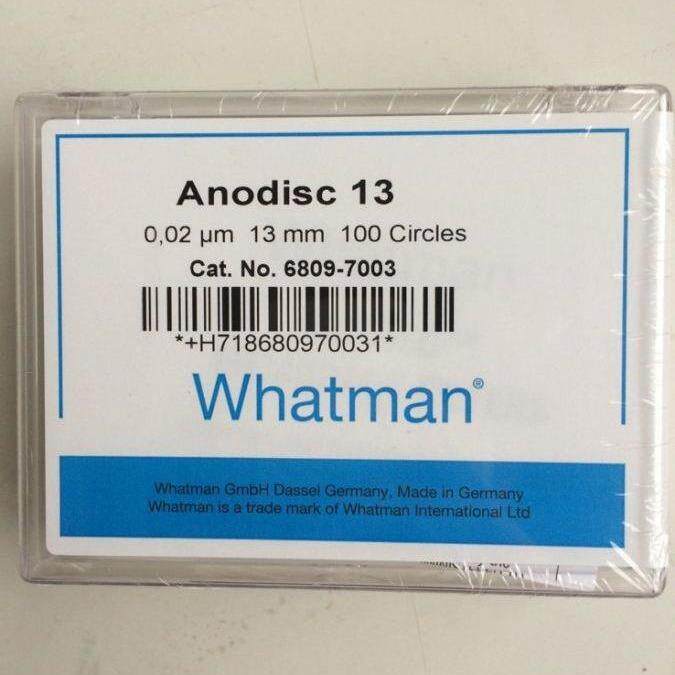 Anodisc 13
0,02 µm 13 mm 100 Circles
Cat. No. 6809-7003
*+H718680970031*
Whatman®
Whatman GmbH Dassel Germany, Made in Germany
Whatman is a trade mark of Whatman International Ltd